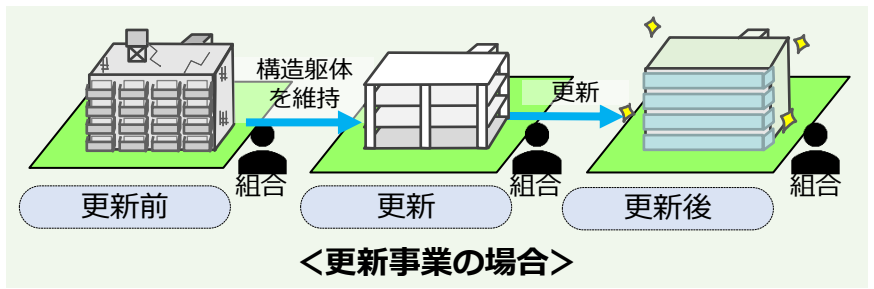 構造躯体
を維持
更新
組合
組合
組合
更新前
更新
更新後
＜更新事業の場合＞